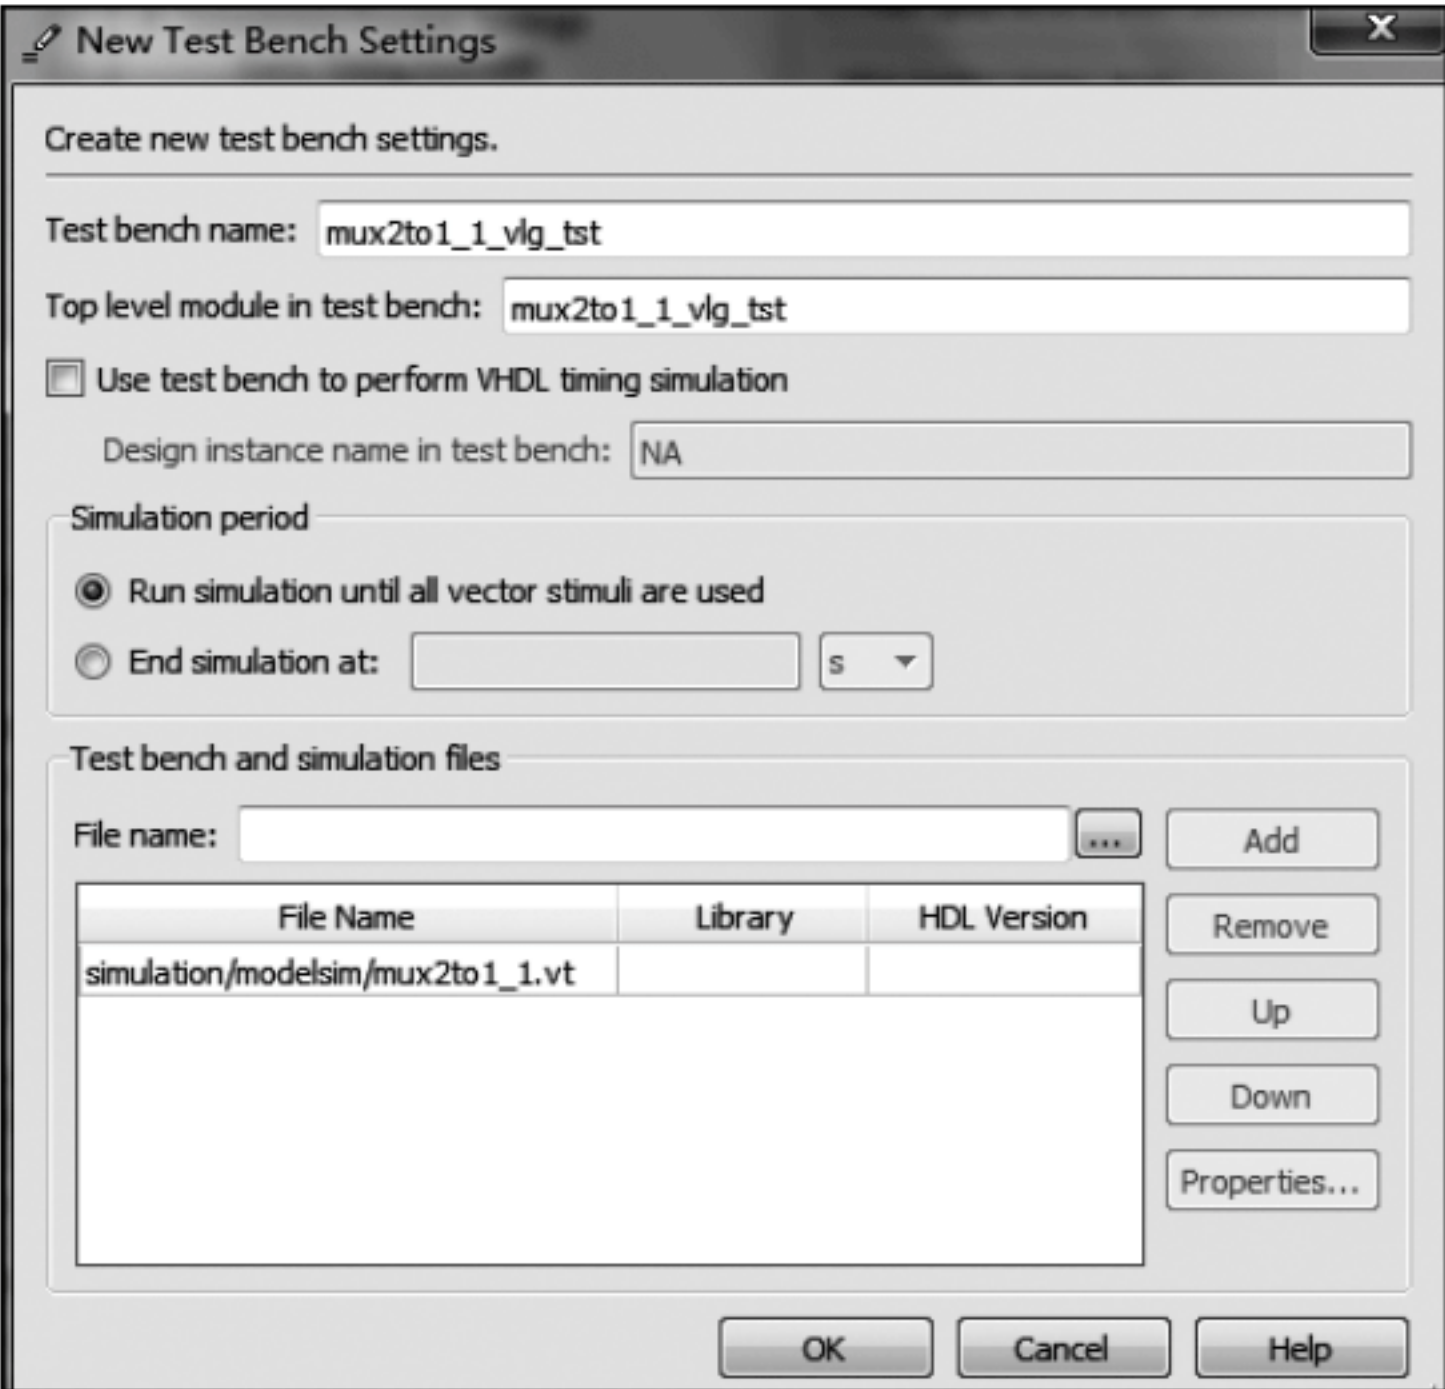 New Test Bench Settings
X
Create new test bench settings.
Test bench name: mux2to1_1_vlg_tst
Top level module in test bench: mux2to1_1_vlg_tst
Use test bench to perform VHDL timing simulation
Design instance name in test bench: NA
Simulation period
Run simulation until all vector stimuli are used
End simulation at: s
Test bench and simulation files
File name: ... Add
File Name Library HDL Version
Remove
simulation/modelsim/mux2to1_1.vt
Up
Down
Properties...
OK Cancel Help